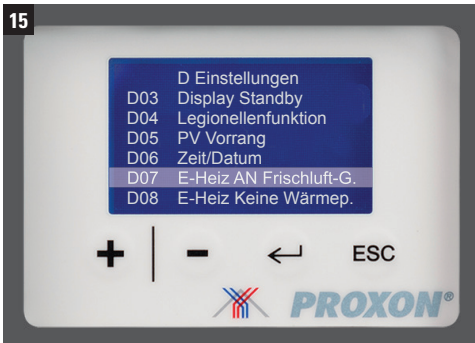 15
D Einstellungen
D03 Display Standby
D04 Legionellenfunktion
D05 PV Vorrang
D06 Zeit/Datum
D07 E-Heiz AN Frischluft-G.
D08 E-Heiz Keine Wärmep.
+ | - ↵ ESC
PROXON®